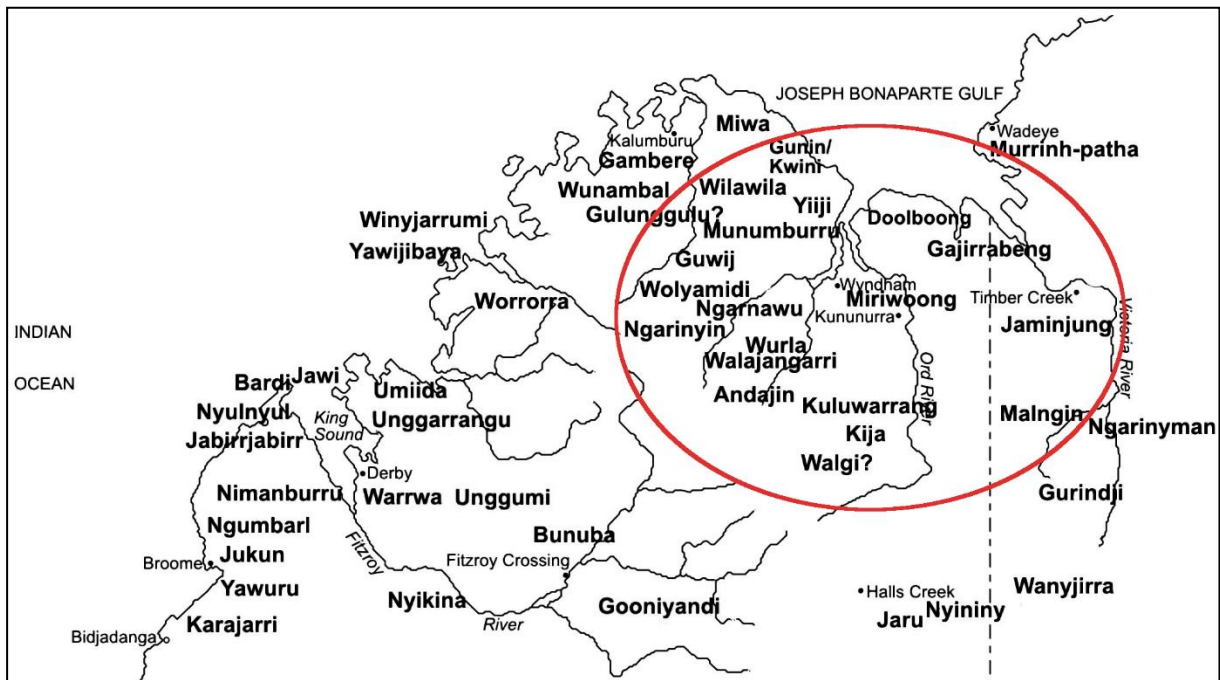 JOSEPH BONAPARTE GULF
Miwa
Wadeye
Kalumburu
Gunin/
Kwini
Murrinh-patha
Gambere
Wunambal
Wilawila
Gulunggulu?
Yiiji
Winyjarrumi
Doolboong
Munumburru
Yawijibaya
Gajirrabeng
Guwij
Wolyamidi
Wyndham
Worrorra
Miriwoong
Timber Creek
Ngarnawu
Kununurra
Ngarinyin
Jaminjung
INDIAN
OCEAN
Victoria River
Wurla
Walajangarri
Jawi
Bardi
Umiida
Andajin
Ord River
Nyulnyul
King
Sound
Unggarrangu
Kuluwarrang
Malngin
Ngarinyman
Jabirrjabirr
Kija
Walgi?
Derby
Nimanburru
Warrwa
Unggumi
Gurindji
Ngumbarl
Bunuba
Jukun
Broome
Fitzroy
Fitzroy Crossing
Yawuru
Wanyjirra
Halls Creek
Nyikina
Gooniyandi
Nyininy
Jaru
River
Karajarri
Bidjadanga